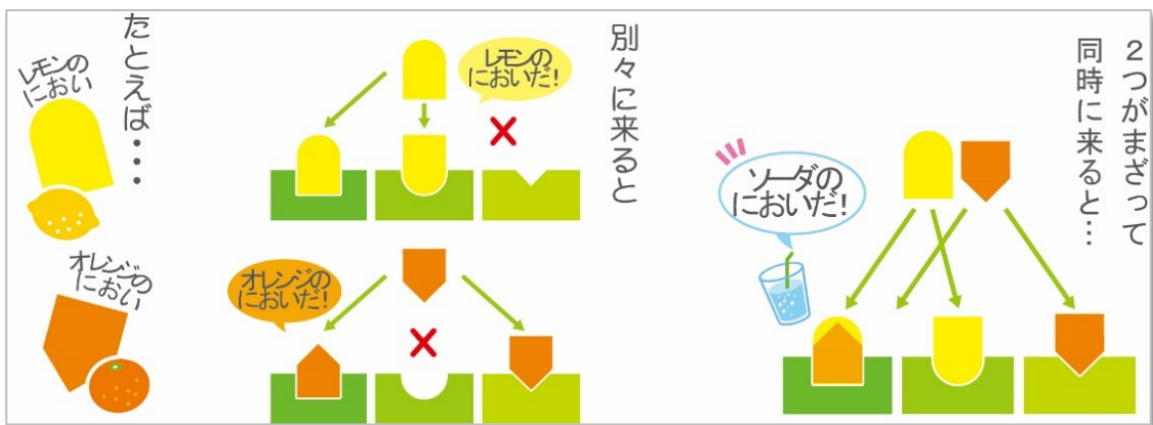 たとえば・・・
レモンの
におい
オレンジの
におい
別々に来ると
レモンの
においだ!
オレンジの
においだ!
2つがまざって
同時に来ると…
ソーダの
においだ!